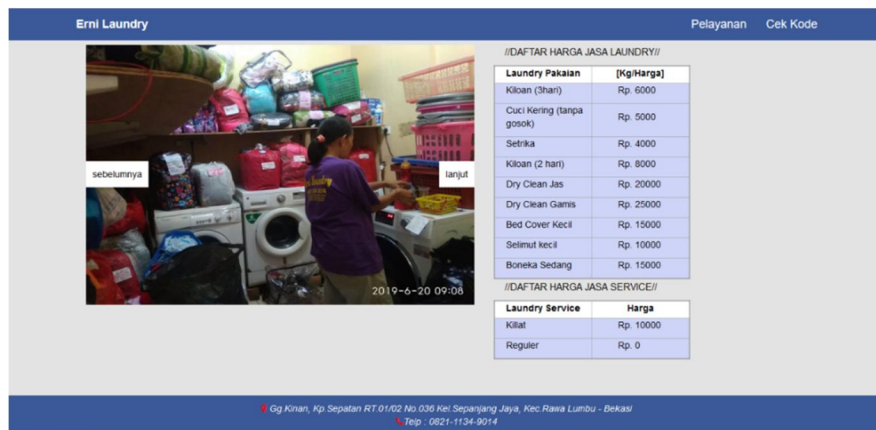 Erni Laundry
Pelayanan
Cek Kode
//DAFTAR HARGA JASA LAUNDRY//
Laundry Pakaian [Kg/Harga]
Kiloan (3hari) Rp. 6000
Cuci Kering (tanpa
gosok) Rp. 5000
Setrika Rp. 4000
Kiloan (2 hari) Rp. 8000
Dry Clean Jas Rp. 20000
Dry Clean Gamis Rp. 25000
Bed Cover Kecil Rp. 15000
Selimut kecil Rp. 10000
Boneka Sedang Rp. 15000
sebelumnya
lanjut
2019-6-20 09:08
//DAFTAR HARGA JASA SERVICE//
Laundry Service Harga
Killat Rp. 10000
Reguler Rp. 0
Gg Kinan, Kp.Sepatan RT.01/02 No.036 Kel.Sepanjang Jaya, Kec.Rawa Lumbu - Bekasi
Telp : 0821-1134-9014